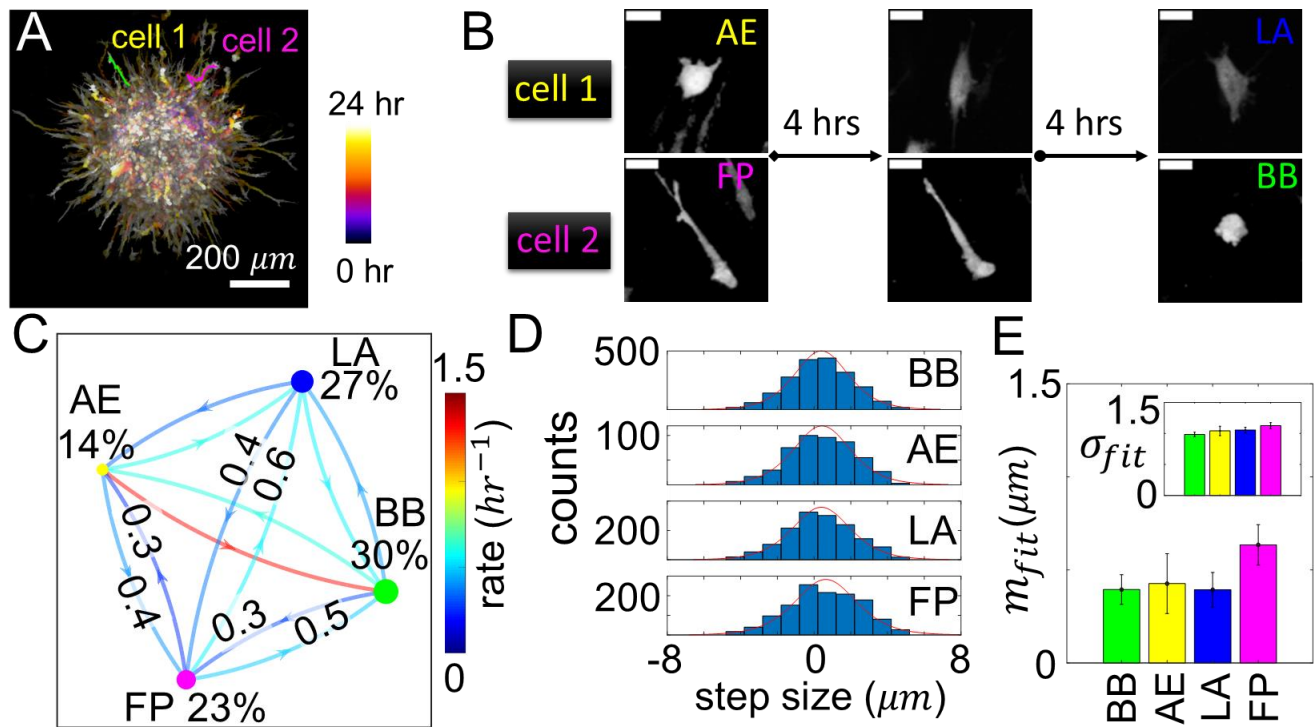 A
cell 1
cell 2
24 hr
0 hr
200 μm
B
cell 1
AE
4 hrs
4 hrs
LA
cell 2
FP
BB
C
LA
27%
AE
14%
BB
30%
FP 23%
0.4
0.6
0.3
0.4
0.3
0.5
1.5
rate (hr⁻¹)
0
D
500
BB
100
AE
200
LA
200
FP
counts
-8
0
8
step size (μm)
E
1.5
m_fit(μm)
0
1.5
σ_fit
0
BB
AE
LA
FP